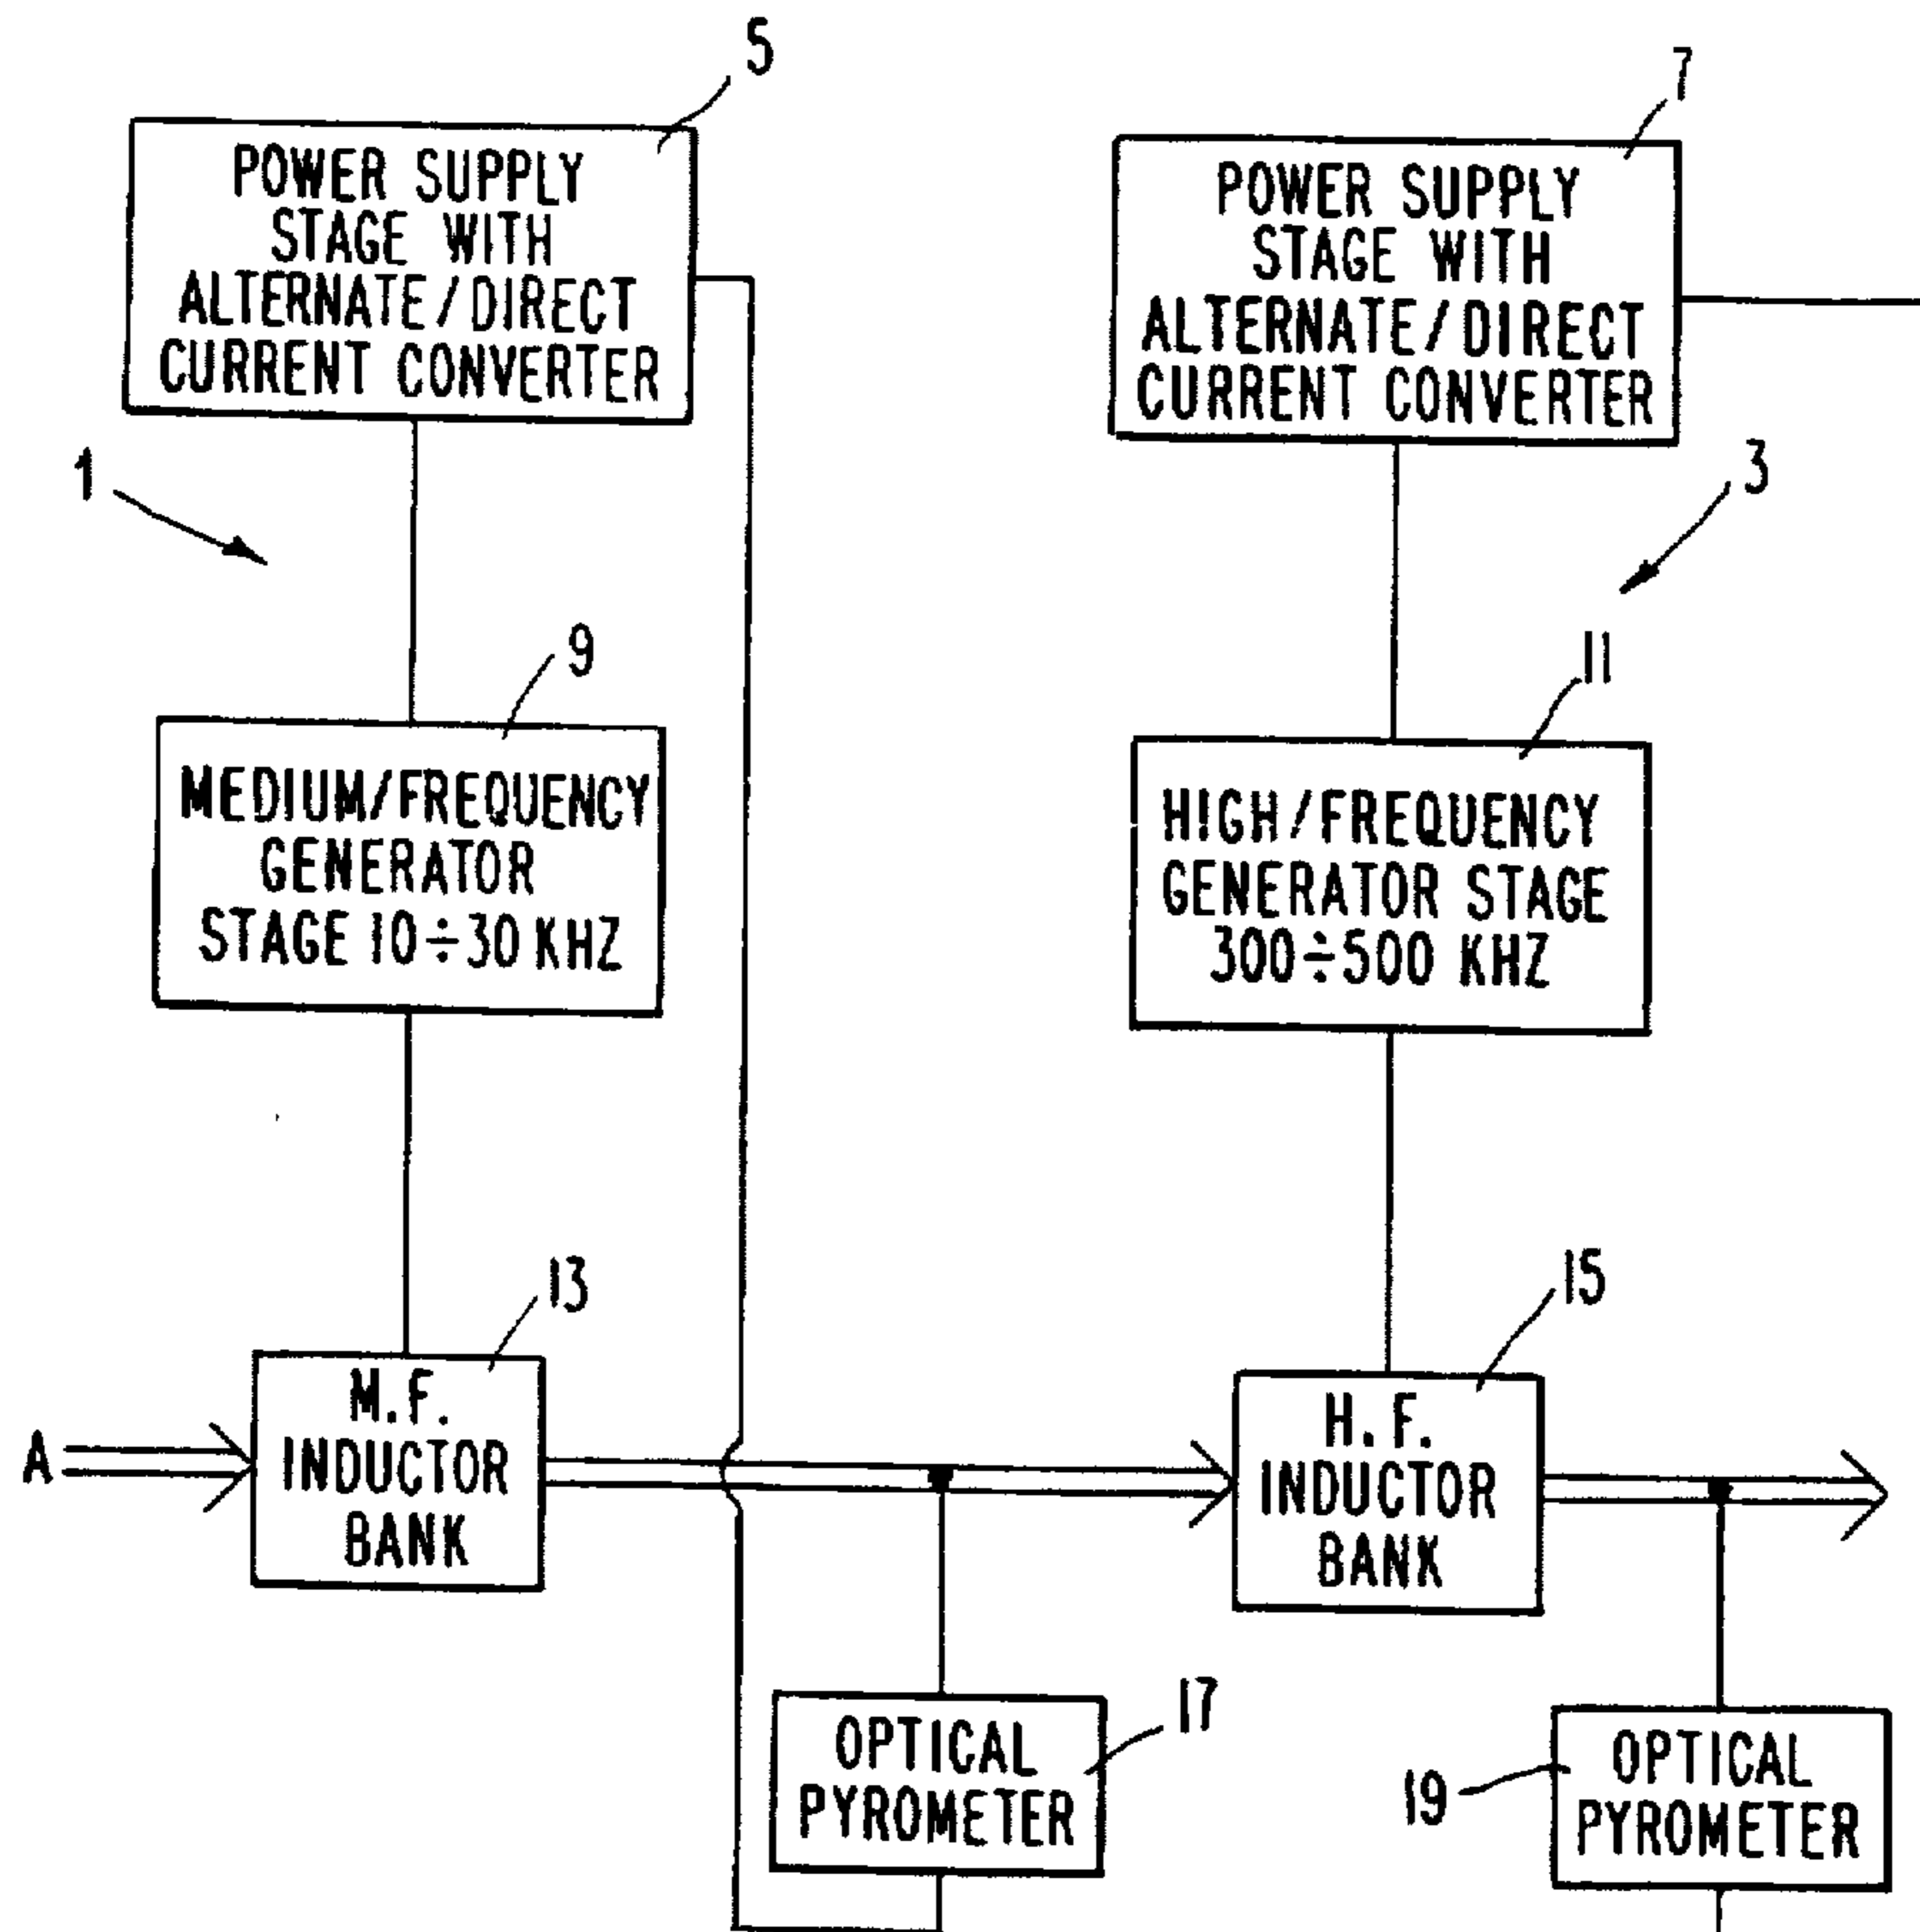 5
7
POWER SUPPLY
STAGE WITH
ALTERNATE/DIRECT
CURRENT CONVERTER
POWER SUPPLY
STAGE WITH
ALTERNATE/DIRECT
CURRENT CONVERTER
1
3
9
11
MEDIUM/FREQUENCY
GENERATOR
STAGE 10÷30 KHZ
HIGH/FREQUENCY
GENERATOR STAGE
300÷500 KHZ
13
15
A
M.F.
INDUCTOR
BANK
H.F.
INDUCTOR
BANK
17
OPTICAL
PYROMETER
19
OPTICAL
PYROMETER